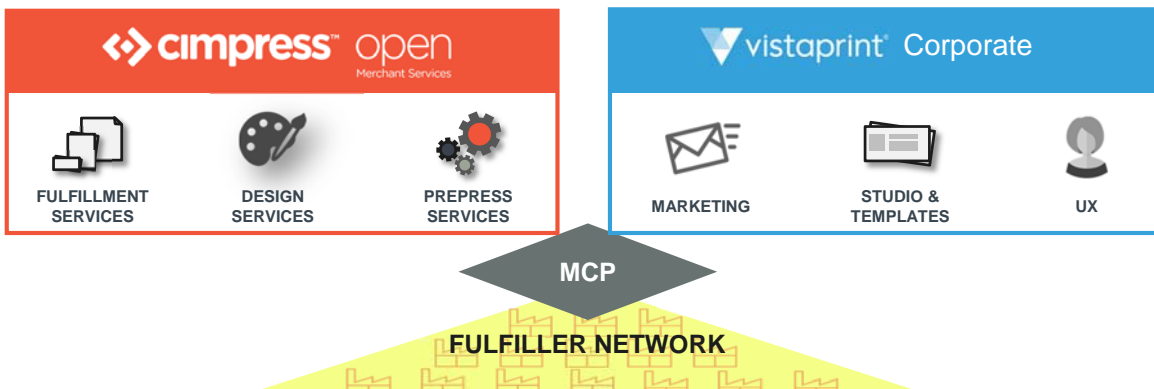 cimpress™ open
Merchant Services
vistaprint® Corporate
FULFILLMENT
SERVICES
DESIGN
SERVICES
PREPRESS
SERVICES
MARKETING
STUDIO &
TEMPLATES
UX
MCP
FULFILLER NETWORK